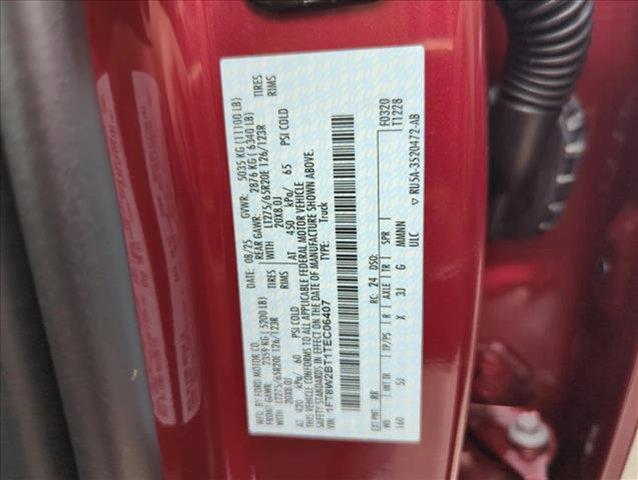 MFD. BY FORD MOTOR CO.
DATE: 08/25 GVWR: 5035 KG (11100 LB)
FRONT GAWR: 2359 KG (5200 LB) REAR GAWR: 2876 KG (6340 LB)
LT275/65R20E 126/123R TIRES WITH LT275/65R20E 126/123R TIRES
20X8.0J RIMS 20X8.0J RIMS
AT 420 kPa/ 60 PSI COLD AT 450 kPa/ 65 PSI COLD
THIS VEHICLE CONFORMS TO ALL APPLICABLE FEDERAL MOTOR VEHICLE
SAFETY STANDARDS IN EFFECT ON THE DATE OF MANUFACTURE SHOWN ABOVE.
VIN: 1FT8W2BT1TEC06407 TYPE: Truck
F0320
T1228
EXT PNT: RR RC: 24 DSO:
WB INT TR TP/PS R AXLE TR SPR
160 5J X 3J G MMMNN
ULC
RU5A-3520472-AB